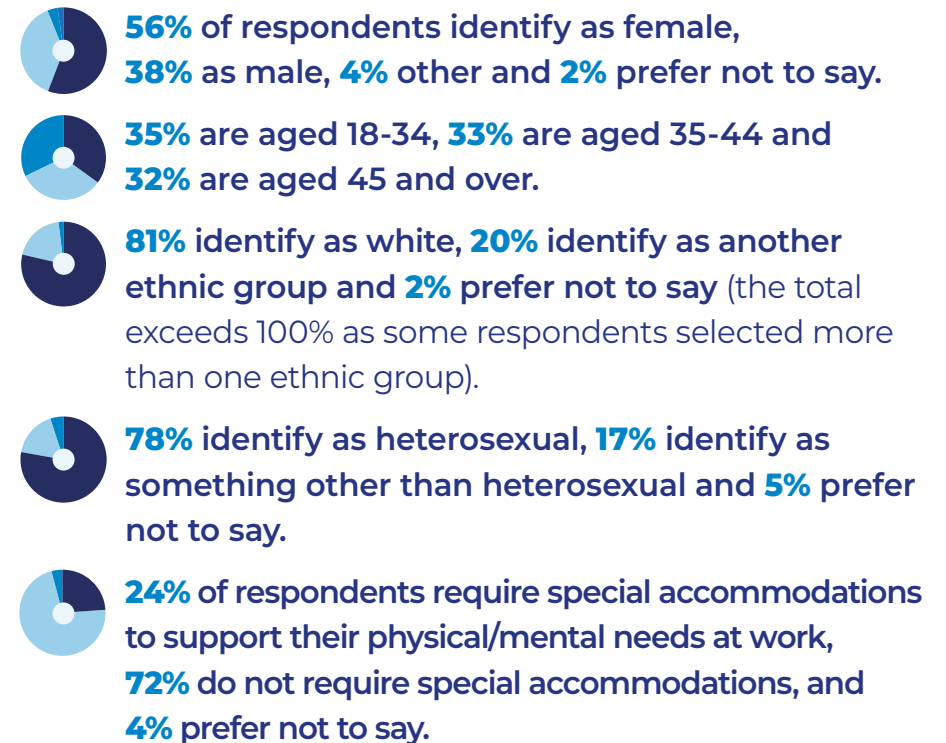 56% of respondents identify as female,
38% as male, 4% other and 2% prefer not to say.
35% are aged 18-34, 33% are aged 35-44 and
32% are aged 45 and over.
81% identify as white, 20% identify as another
ethnic group and 2% prefer not to say (the total
exceeds 100% as some respondents selected more
than one ethnic group).
78% identify as heterosexual, 17% identify as
something other than heterosexual and 5% prefer
not to say.
24% of respondents require special accommodations
to support their physical/mental needs at work,
72% do not require special accommodations, and
4% prefer not to say.